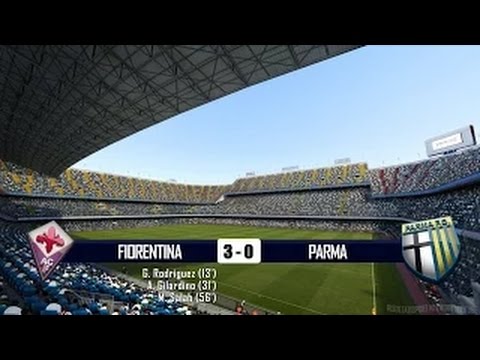 FIORENTINA 3 - 0 PARMA
G. Rodriguez (13')
A. Gilardino (31')
M. Salah (56')
AC
PARMA F.C.